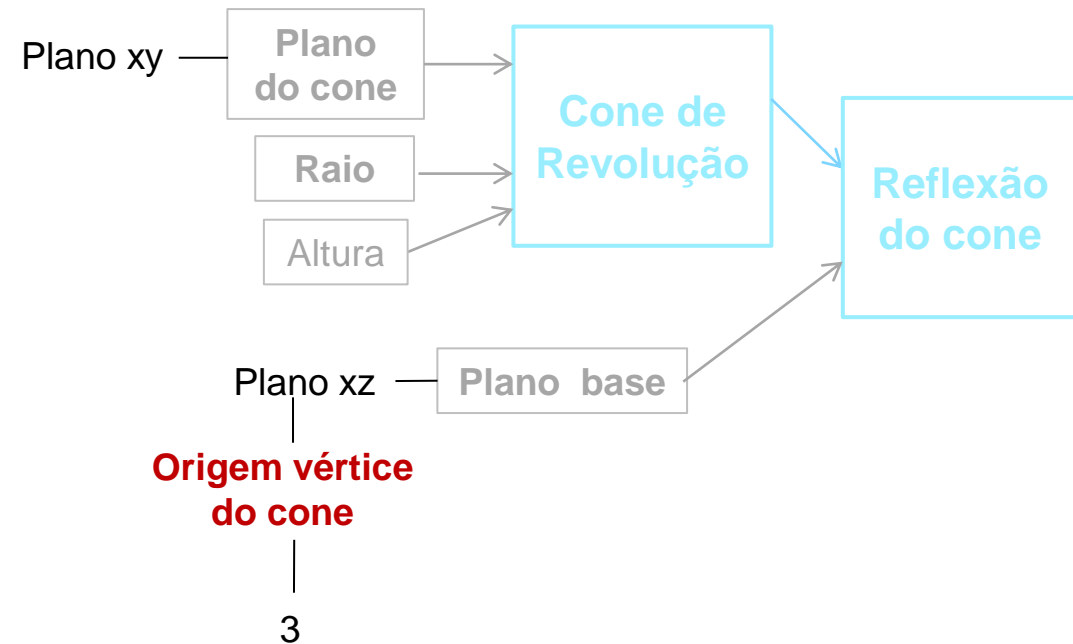 Plano xy
Plano
do cone
Raio
Altura
Cone de
Revolução
Reflexão
do cone
Plano xz
Plano base
Origem vértice
do cone
3